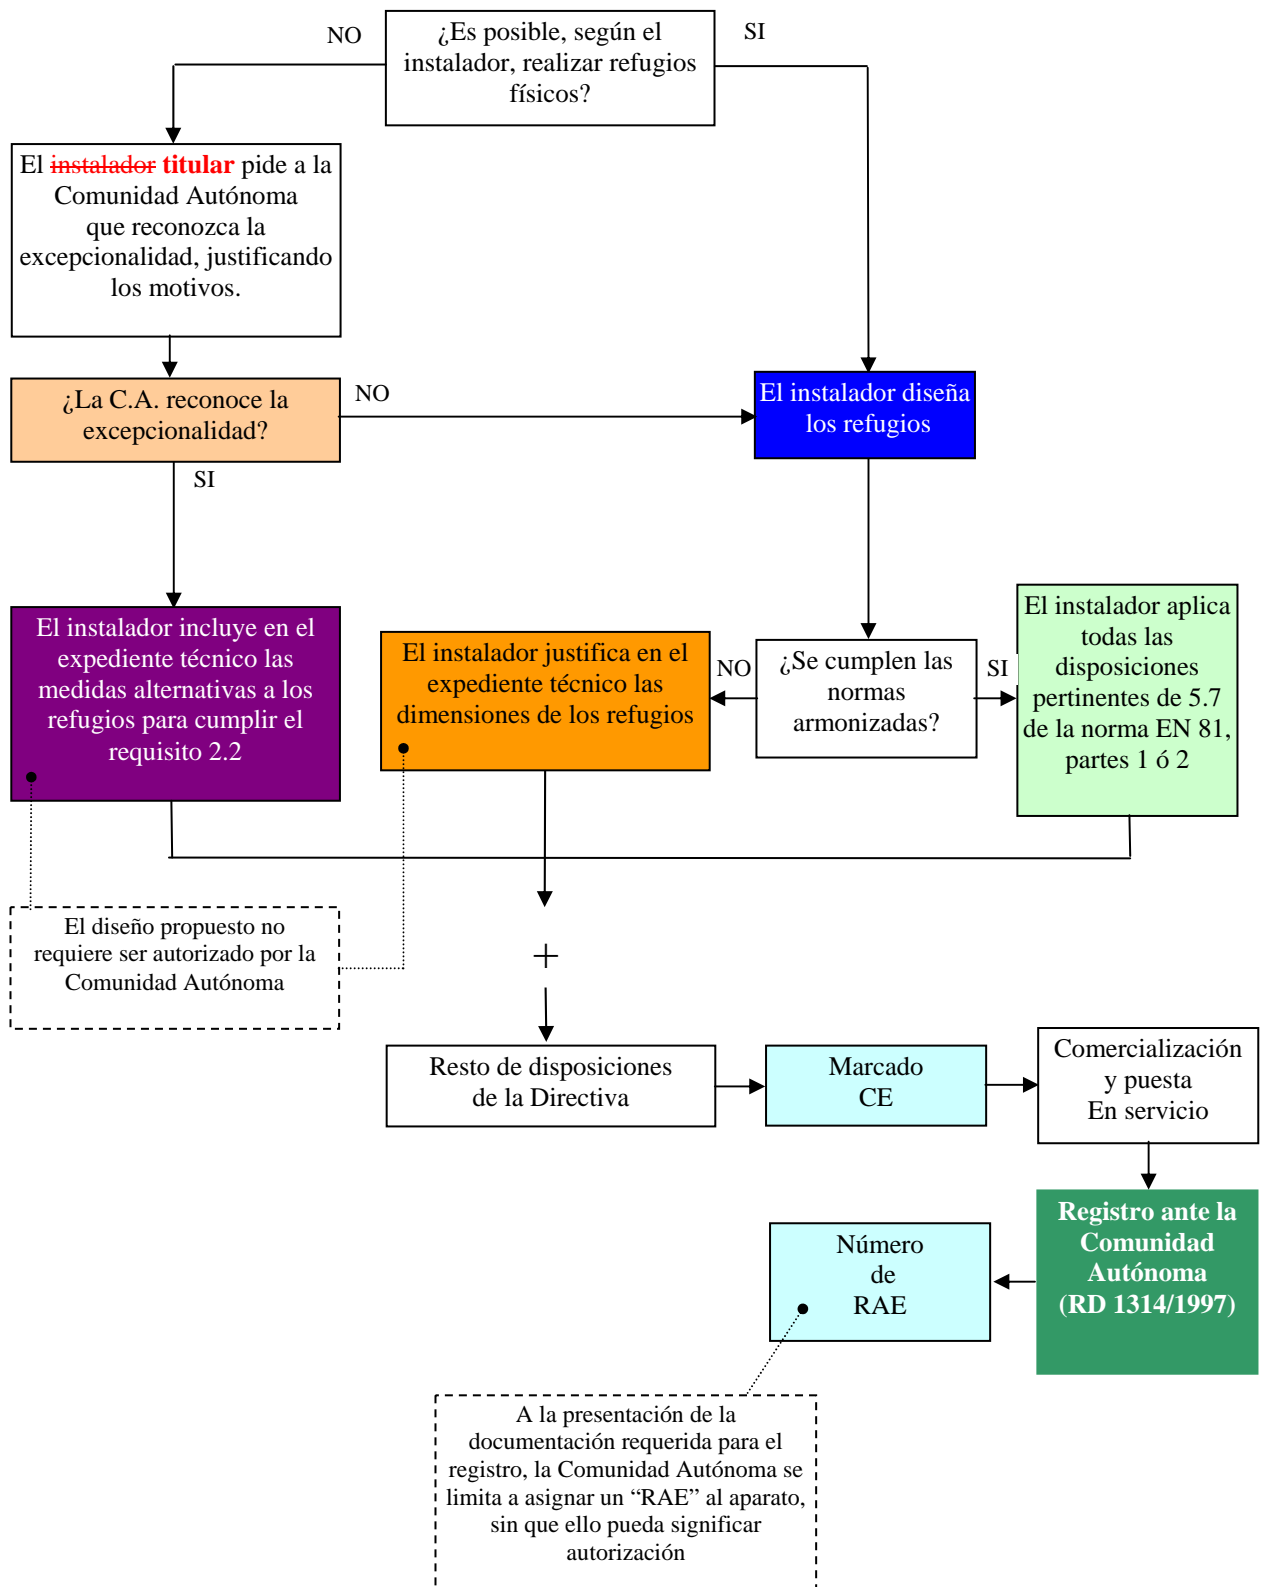 NO
¿Es posible, según el
instalador, realizar refugios
físicos?
SI
El instalador titular pide a la
Comunidad Autónoma
que reconozca la
excepcionalidad, justificando
los motivos.
¿La C.A. reconoce la
excepcionalidad?
NO
SI
El instalador diseña
los refugios
El instalador incluye en el
expediente técnico las
medidas alternativas a los
refugios para cumplir el
requisito 2.2
El instalador justifica en el
expediente técnico las
dimensiones de los refugios
NO
¿Se cumplen las
normas
armonizadas?
SI
El instalador aplica
todas las
disposiciones
pertinentes de 5.7
de la norma EN 81,
partes 1 ó 2
El diseño propuesto no
requiere ser autorizado por la
Comunidad Autónoma
+
Resto de disposiciones
de la Directiva
Marcado
CE
Comercialización
y puesta
En servicio
Registro ante la
Comunidad
Autónoma
(RD 1314/1997)
Número
de
RAE
A la presentación de la
documentación requerida para el
registro, la Comunidad Autónoma se
limita a asignar un “RAE” al aparato,
sin que ello pueda significar
autorización